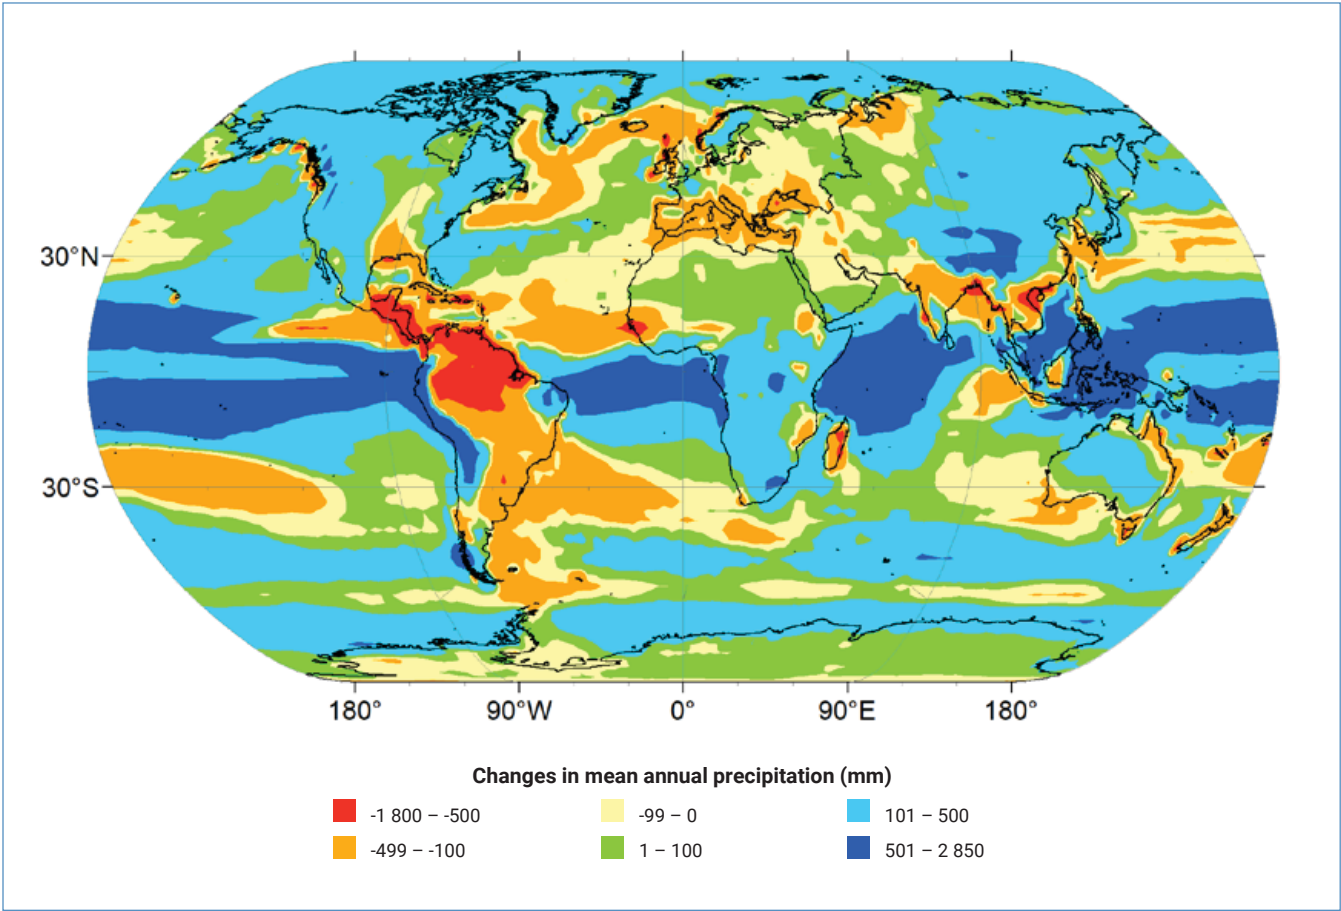 30°N
30°S
180° 90°W 0° 90°E 180°
Changes in mean annual precipitation (mm)
-1 800 – -500 -99 – 0 101 – 500
-499 – -100 1 – 100 501 – 2 850